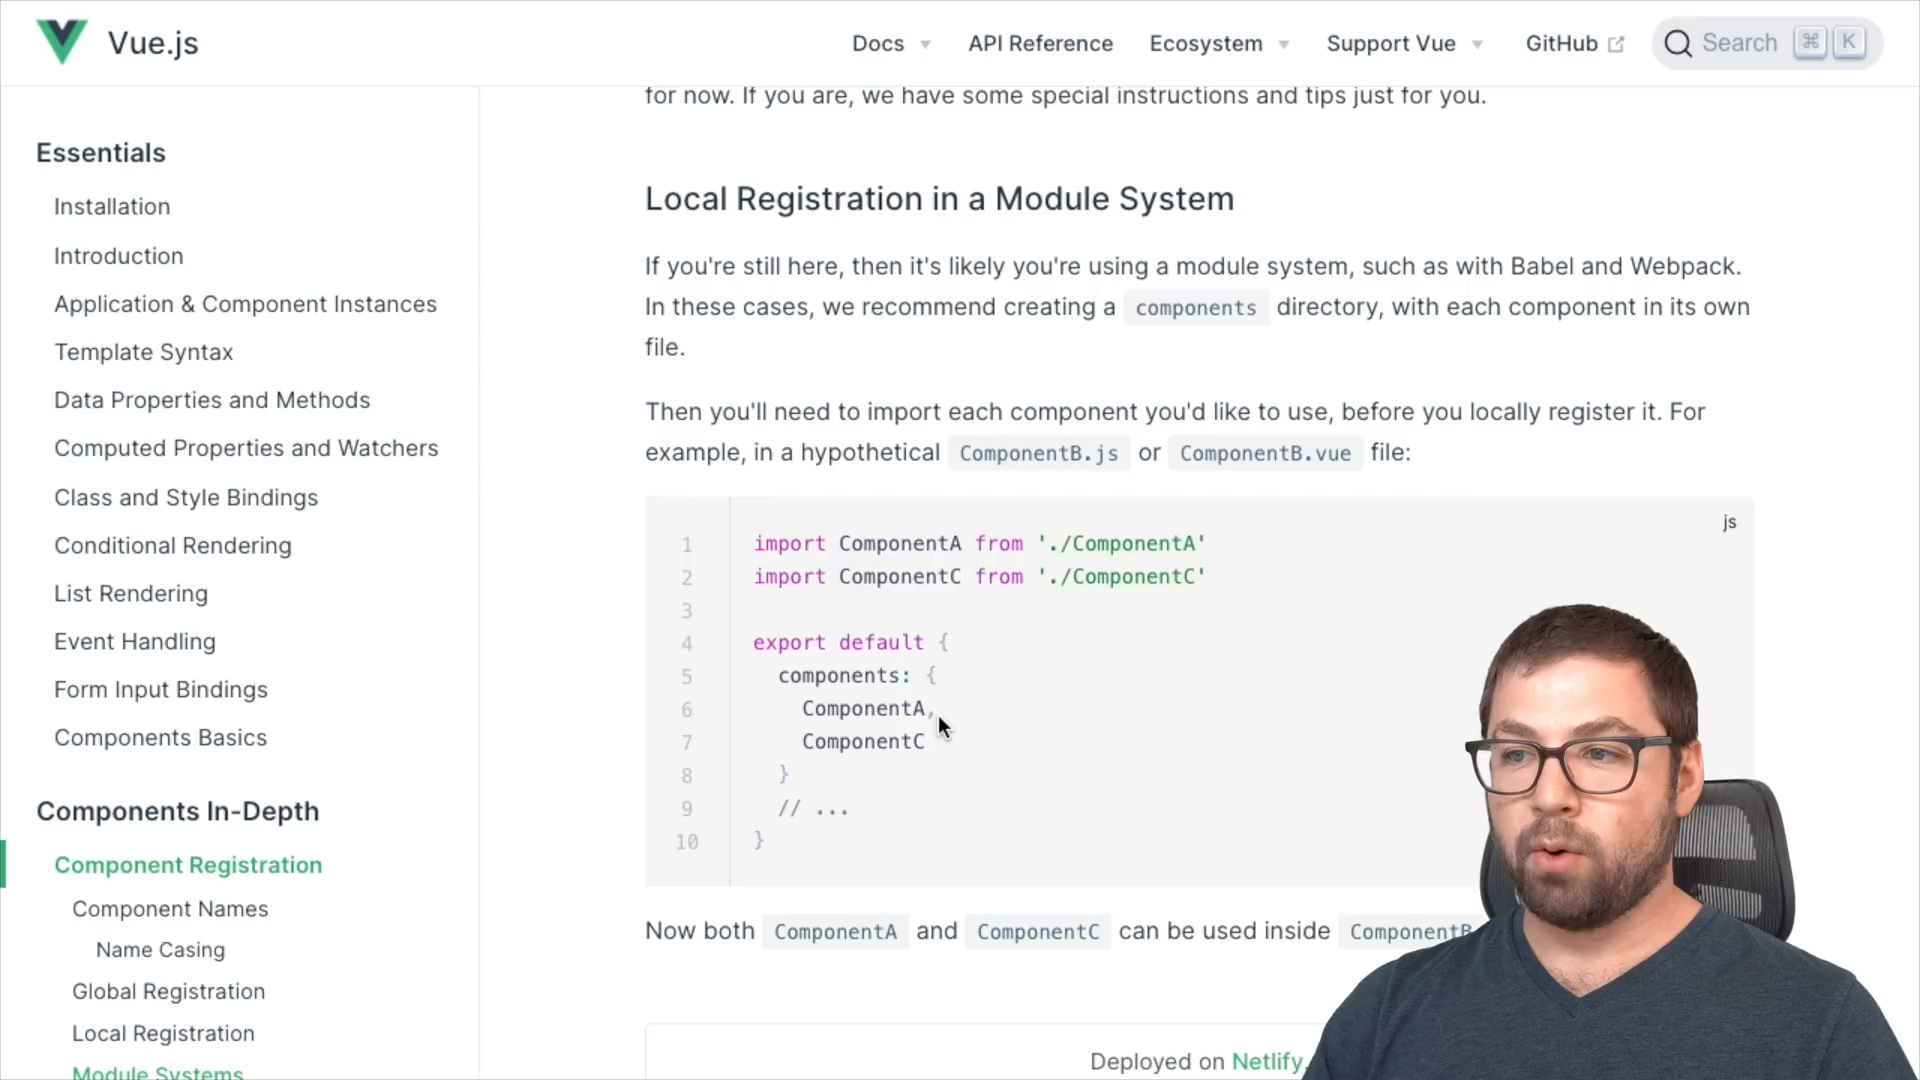 Vue.js
Docs
API Reference
Ecosystem
Support Vue
GitHub
Search
⌘
K
Essentials
Installation
Introduction
Application & Component Instances
Template Syntax
Data Properties and Methods
Computed Properties and Watchers
Class and Style Bindings
Conditional Rendering
List Rendering
Event Handling
Form Input Bindings
Components Basics
Components In-Depth
Component Registration
Component Names
Name Casing
Global Registration
Local Registration
Module Systems
for now. If you are, we have some special instructions and tips just for you.
Local Registration in a Module System
If you're still here, then it's likely you're using a module system, such as with Babel and Webpack.
In these cases, we recommend creating a components directory, with each component in its own
file.
Then you'll need to import each component you'd like to use, before you locally register it. For
example, in a hypothetical ComponentB.js or ComponentB.vue file:
js
1 import ComponentA from './ComponentA'
2 import ComponentC from './ComponentC'
3
4 export default {
5 components: {
6 ComponentA,
7 ComponentC
8 }
9 // ...
10 }
Now both ComponentA and ComponentC can be used inside ComponentB
Deployed on Netlify.